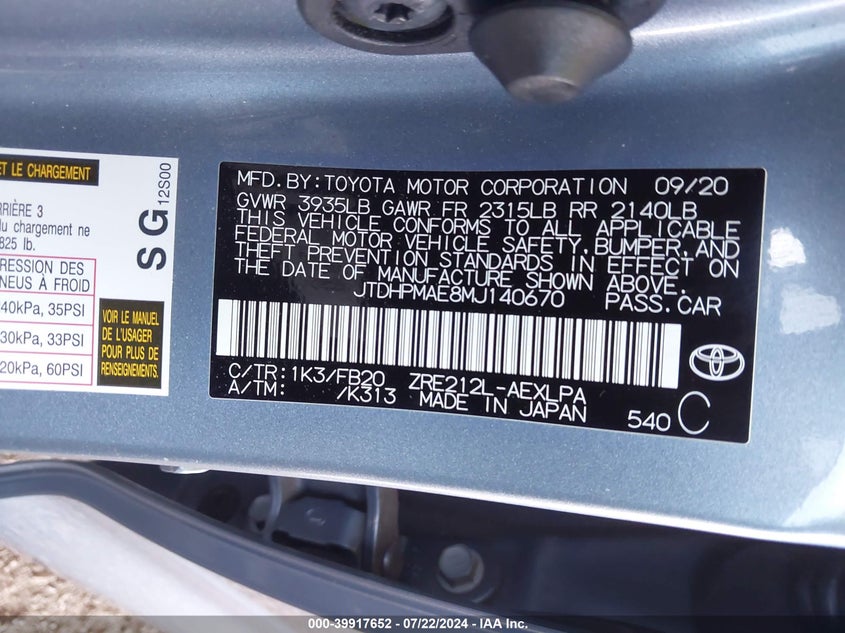 ET LE CHARGEMENT
RRIÈRE 3
du chargement ne
825 lb.
RESSION DES
NEUS À FROID
40kPa, 35PSI
30kPa, 33PSI
20kPa, 60PSI
VOIR LE MANUEL
DE L'USAGER
POUR PLUS DE
RENSEIGNEMENTS.
SG
12S00
MFD. BY: TOYOTA MOTOR CORPORATION 09/20
GVWR 3935LB GAWR FR 2315LB RR 2140LB
THIS VEHICLE CONFORMS TO ALL APPLICABLE
FEDERAL MOTOR VEHICLE SAFETY, BUMPER, AND
THEFT PREVENTION STANDARDS IN EFFECT ON
THE DATE OF MANUFACTURE SHOWN ABOVE.
JTDHPMAE8MJ140670 PASS.CAR
C/TR: 1K3/FB20 ZRE212L-AEXLPA
A/TM: /K313 MADE IN JAPAN
540 C
000-39917652 - 07/22/2024 - IAA Inc.